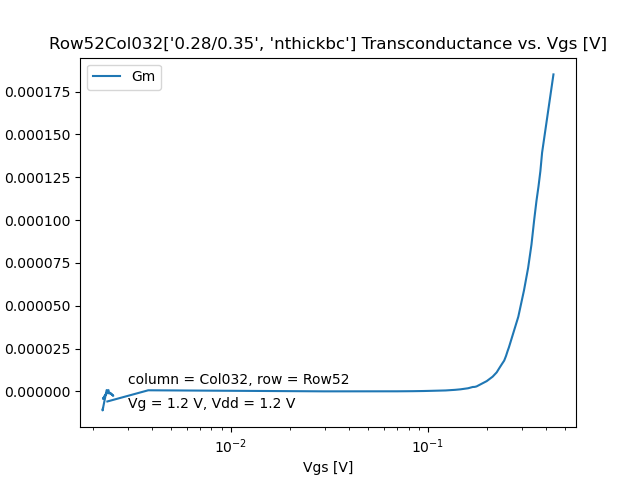 Row52Col032['0.28/0.35', 'nthickbc'] Transconductance vs. Vgs [V]
Gm
0.000175
0.000150
0.000125
0.000100
0.000075
0.000050
0.000025
0.000000
column = Col032, row = Row52
Vg = 1.2 V, Vdd = 1.2 V
10^{-2}
10^{-1}
Vgs [V]